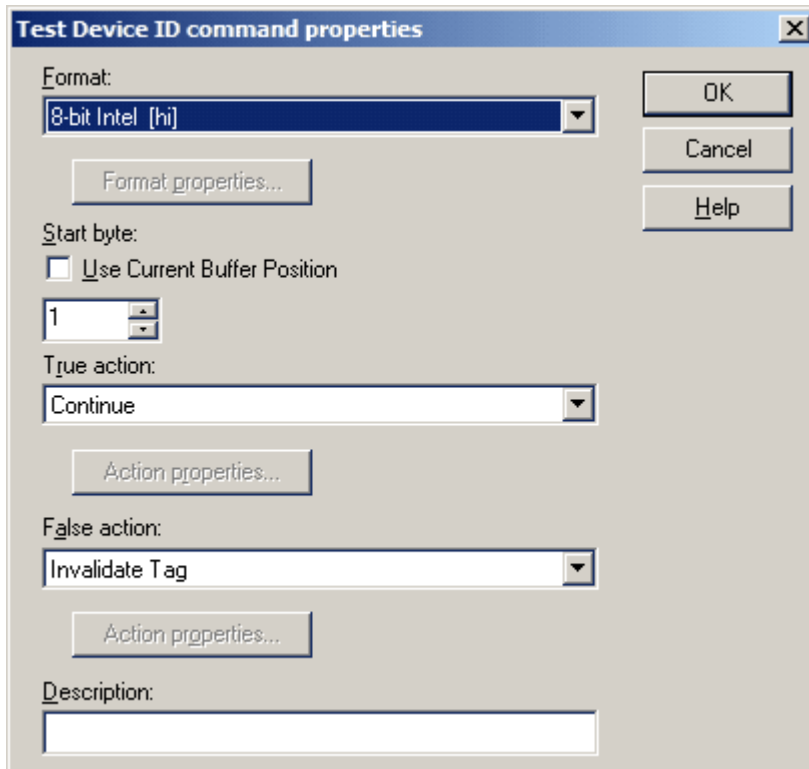 Test Device ID command properties
Format:
8-bit Intel [hi]
OK
Cancel
Format properties...
Help
Start byte:
Use Current Buffer Position
1
True action:
Continue
Action properties...
False action:
Invalidate Tag
Action properties...
Description: